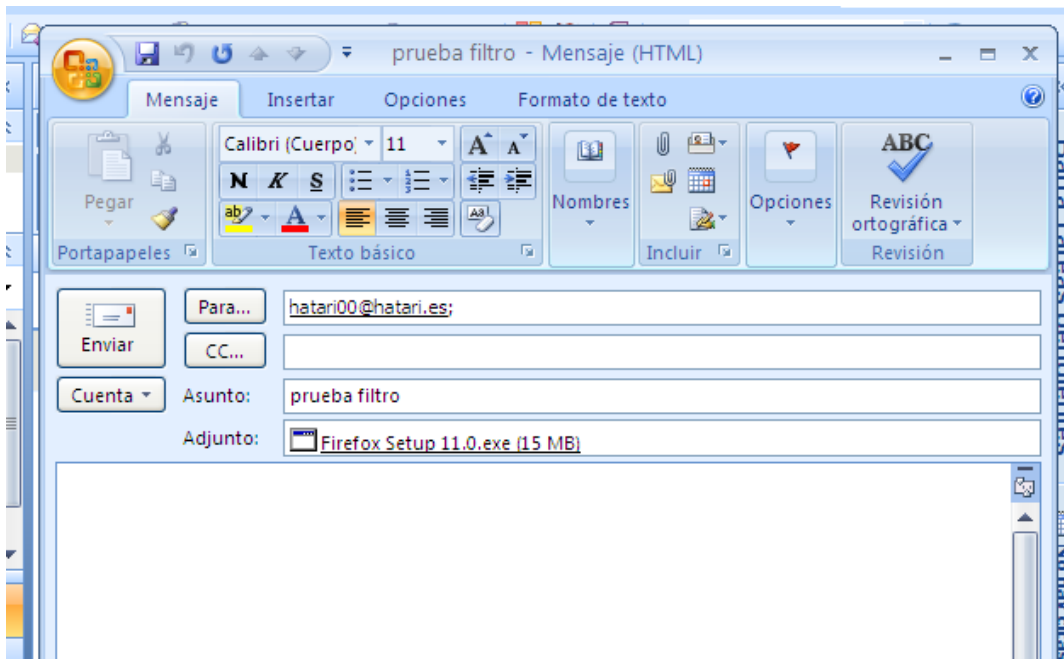 prueba filtro - Mensaje (HTML)
Mensaje Insertar Opciones Formato de texto
Calibri (Cuerpo) 11 A A
Pegar
N K S
ab A Aa
Nombres
Opciones
ABC
Revisión
ortográfica
Portapapeles Texto básico Incluir Revisión
Enviar
Para... hatari00@hatari.es;
CC...
Cuenta Asunto: prueba filtro
Adjunto: Firefox Setup 11.0.exe (15 MB)